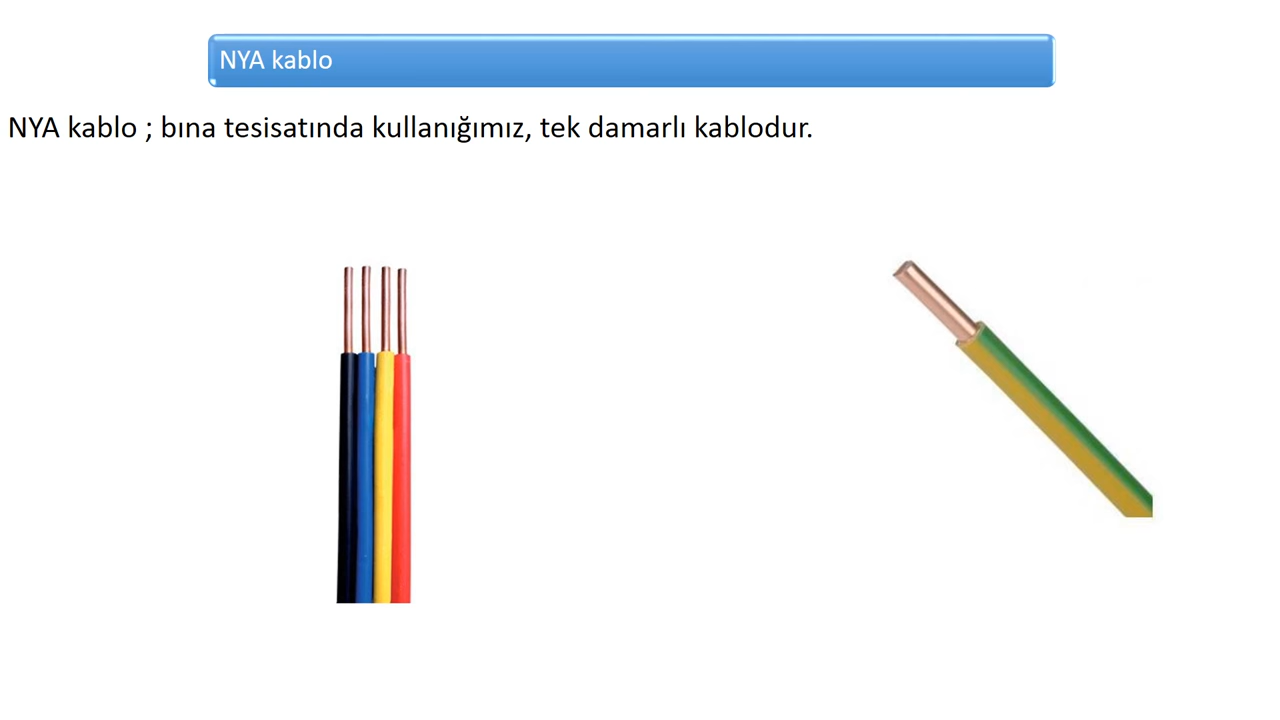 NYA kablo
NYA kablo ; bına tesisatında kullanığımız, tek damarlı kablodur.